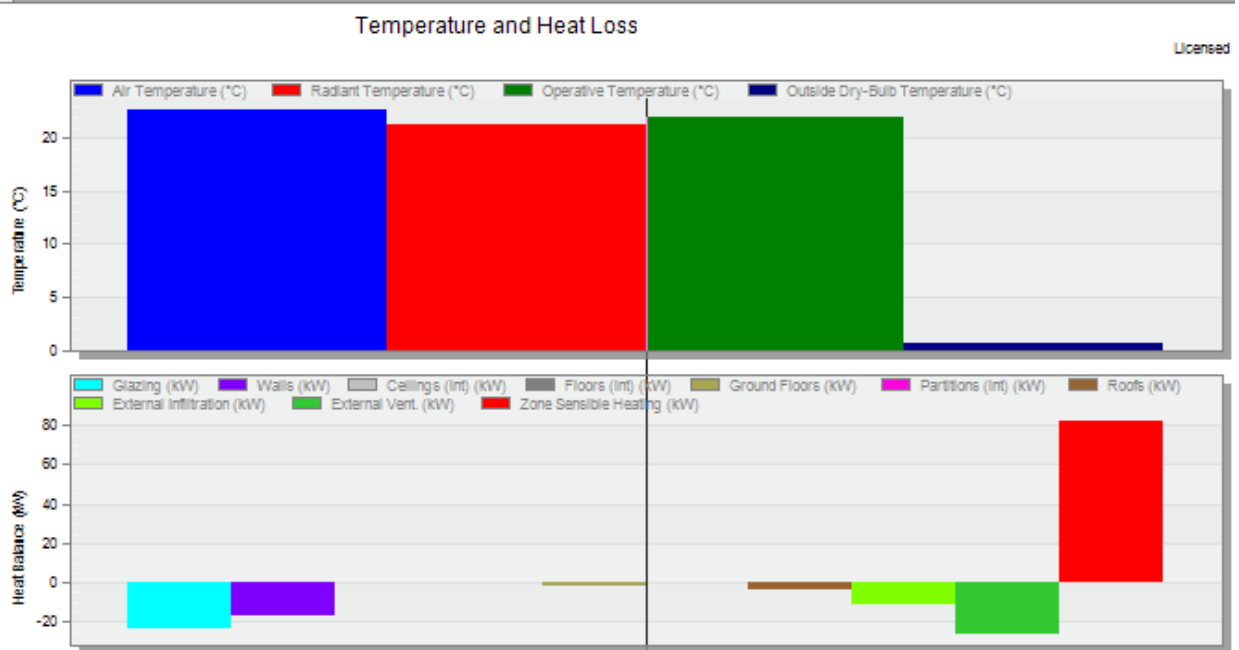 Temperature and Heat Loss
Licensed
Air Temperature (°C) Radiant Temperature (°C) Operative Temperature (°C) Outside Dry-Bulb Temperature (°C)
Temperature (°C)
20
15
10
5
0
Glazing (kW) Walls (kW) Ceilings (int) (kW) Floors (int) (kW) Ground Floors (kW) Partitions (int) (kW) Roofs (kW)
External Infiltration (kW) External Vent. (kW) Zone Sensible Heating (kW)
Heat Balance (kW)
80
60
40
20
0
-20